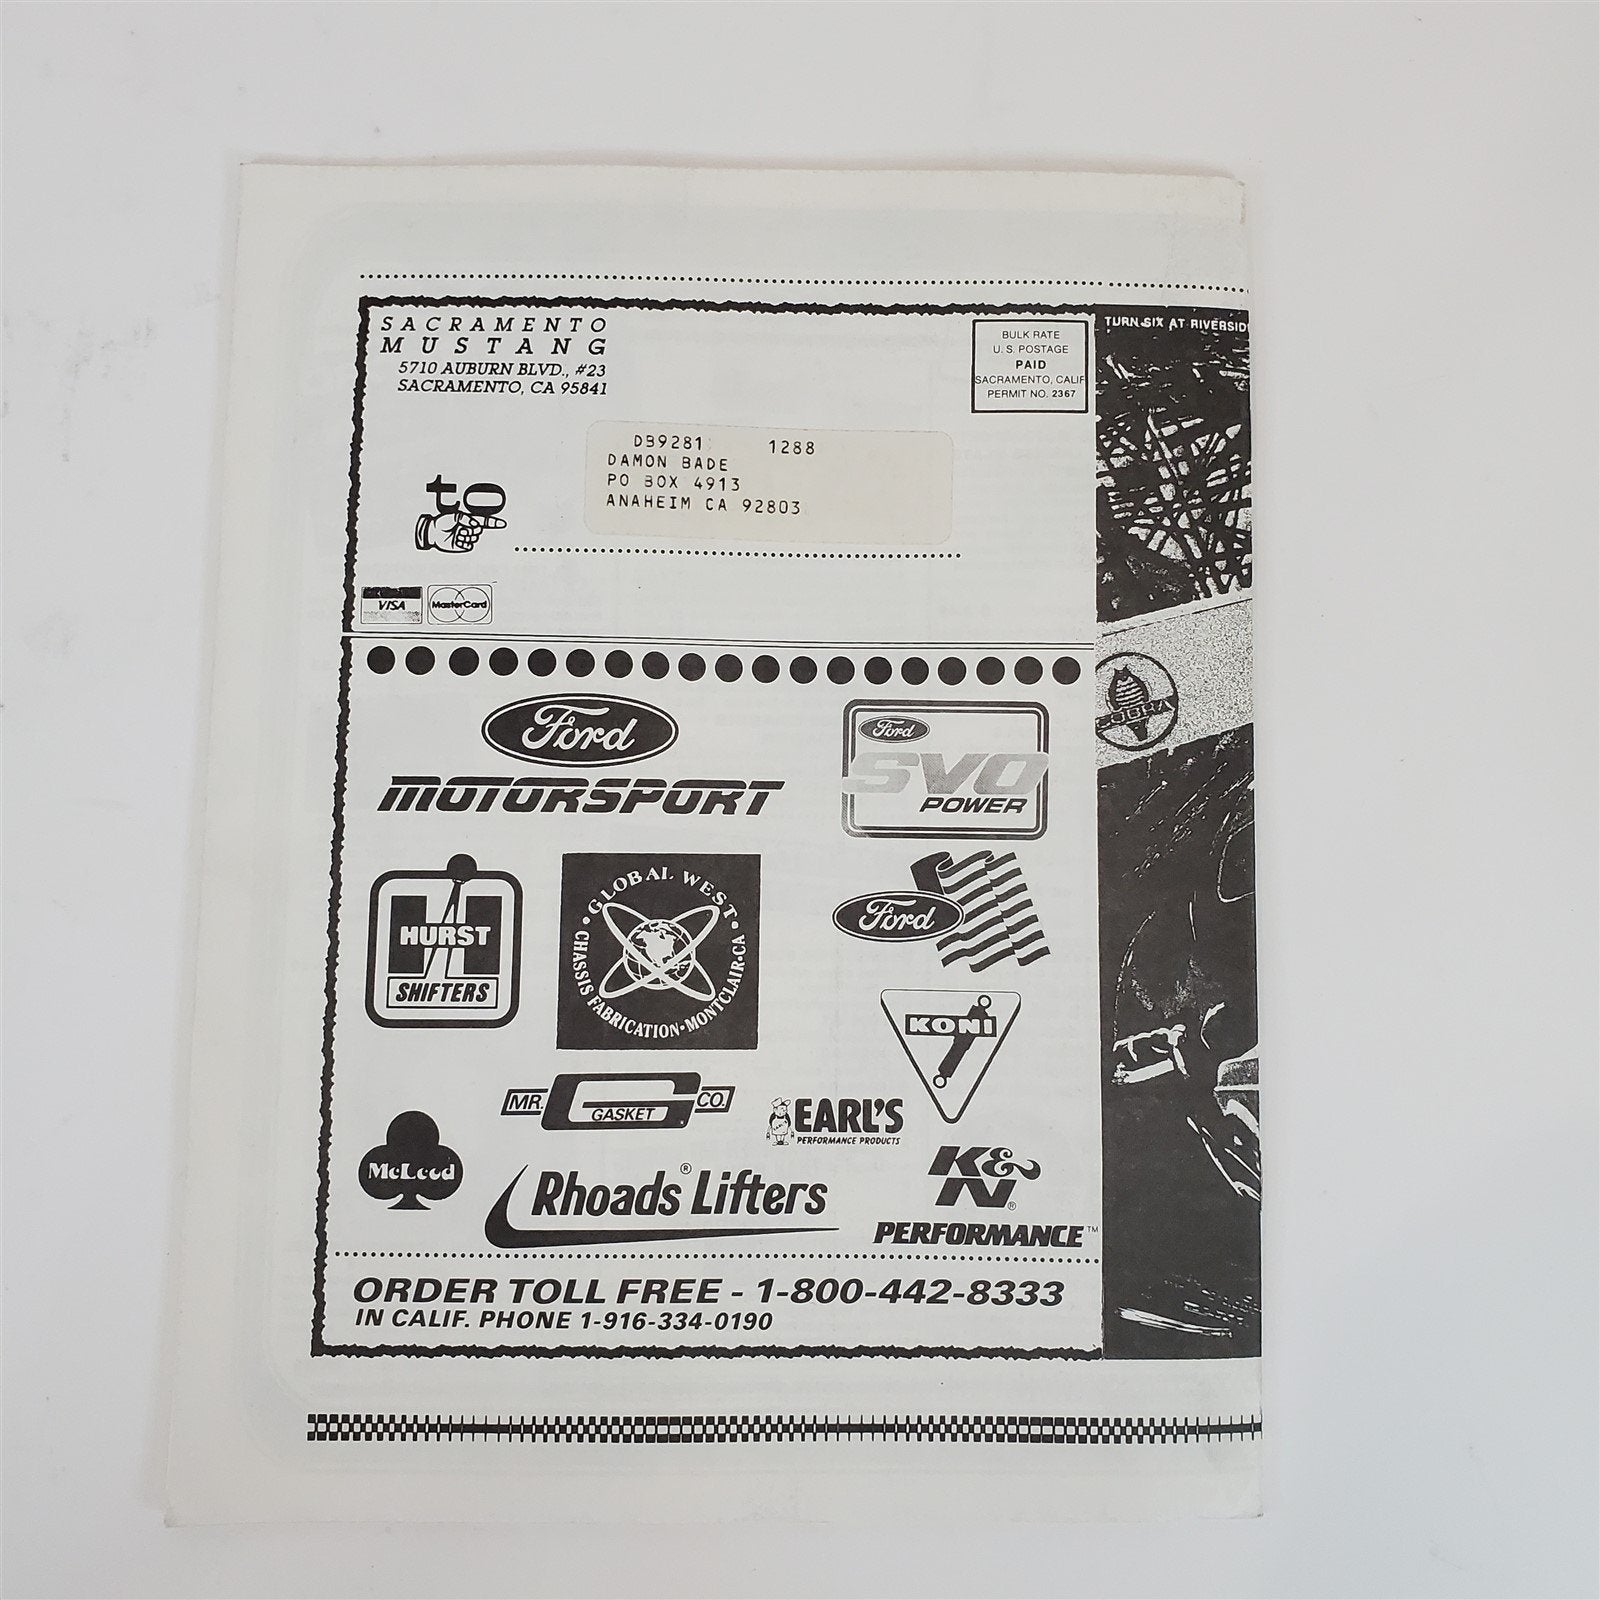 SACRAMENTO
MUSTANG
5710 AUBURN BLVD., #23
SACRAMENTO, CA 95841
BULK RATE
U. S. POSTAGE
PAID
SACRAMENTO, CALIF
PERMIT NO. 2367
TURN SIX AT RIVERSID
DB9281 1288
DAMON BADE
PO BOX 4913
ANAHEIM CA 92803
to
VISA
MasterCard
COBRA
Ford
MOTORSPORT
Ford
SVO
POWER
HURST
SHIFTERS
GLOBAL WEST
CHASSIS FABRICATION•MONTCLAIR•CA
Ford
KONI
MR. GASKET CO.
EARL'S
PERFORMANCE PRODUCTS
McLeod
Rhoads® Lifters
K&N®
PERFORMANCE™
ORDER TOLL FREE - 1-800-442-8333
IN CALIF. PHONE 1-916-334-0190